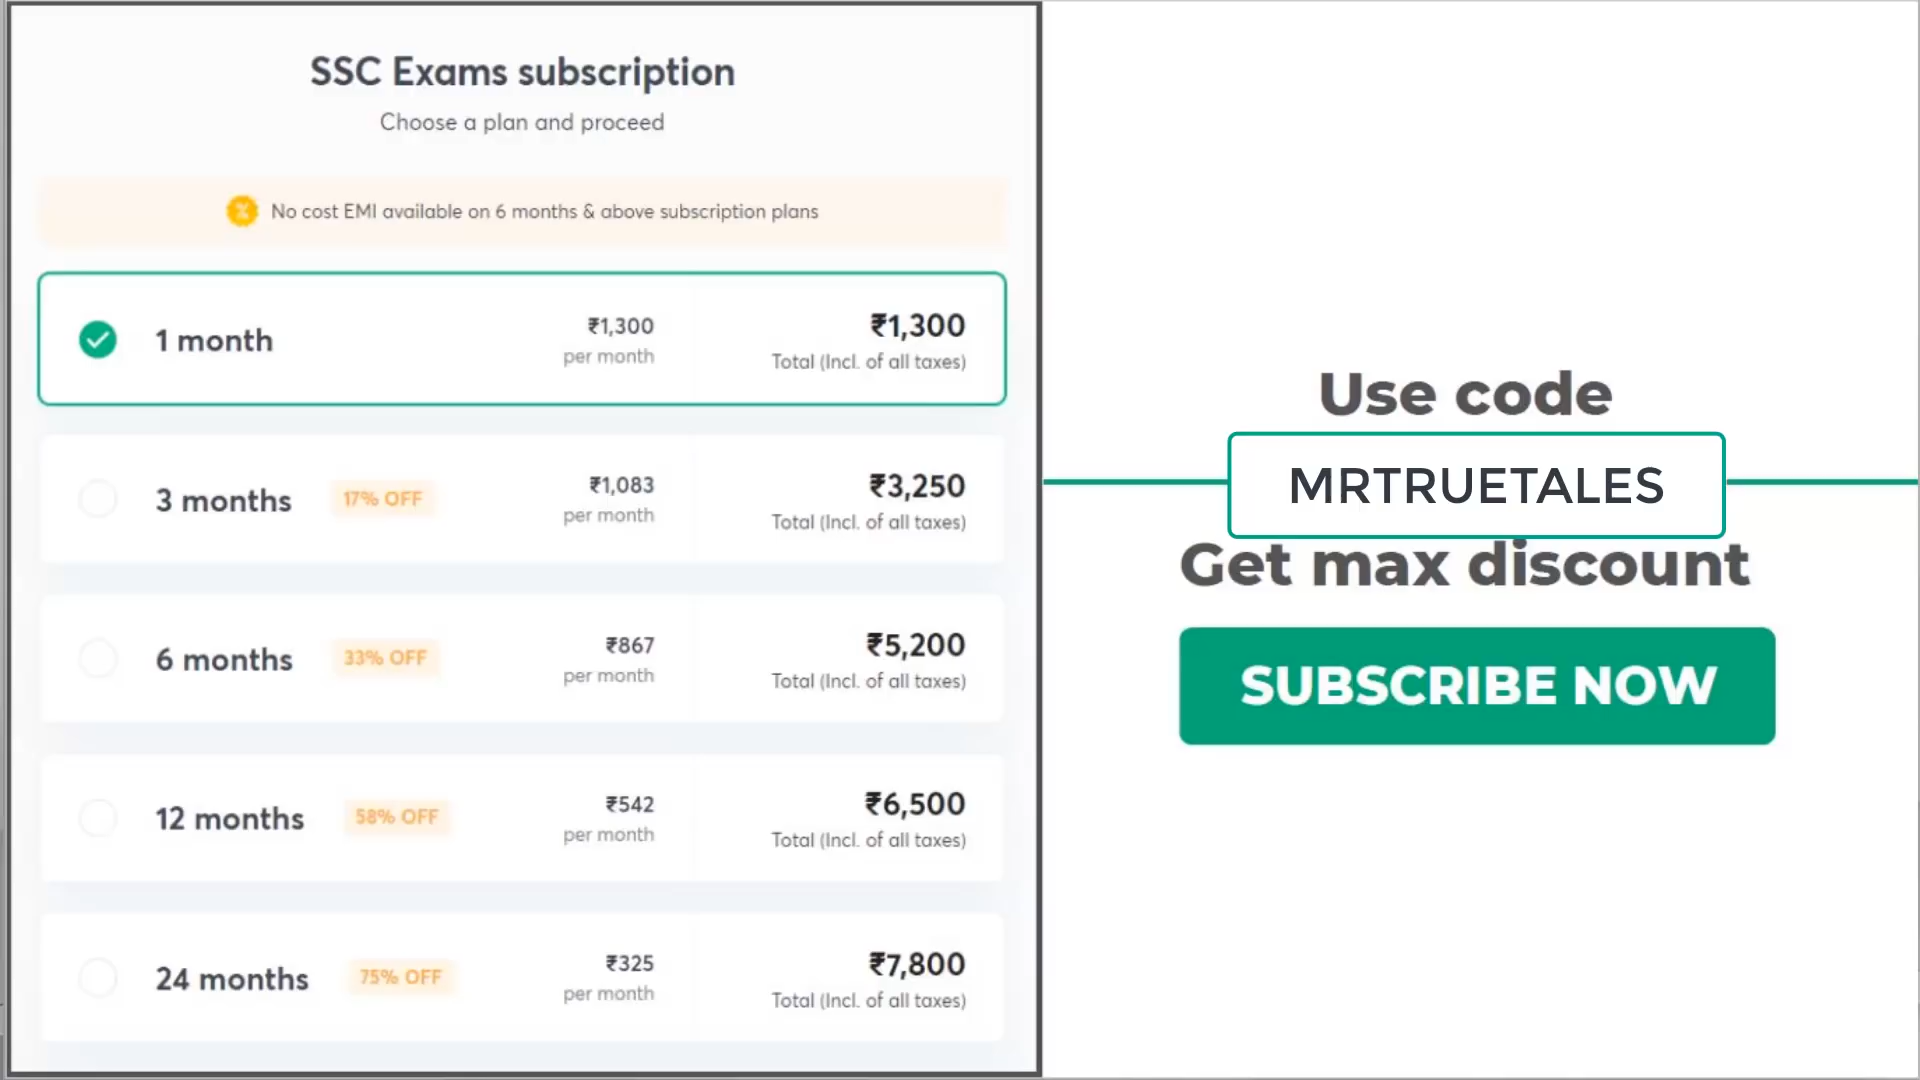 SSC Exams subscription
Choose a plan and proceed
No cost EMI available on 6 months & above subscription plans
1 month
₹1,300
per month
₹1,300
Total (Incl. of all taxes)
3 months
17% OFF
₹1,083
per month
₹3,250
Total (Incl. of all taxes)
6 months
33% OFF
₹867
per month
₹5,200
Total (Incl. of all taxes)
12 months
58% OFF
₹542
per month
₹6,500
Total (Incl. of all taxes)
24 months
75% OFF
₹325
per month
₹7,800
Total (Incl. of all taxes)
Use code
MRTRUETALES
Get max discount
SUBSCRIBE NOW